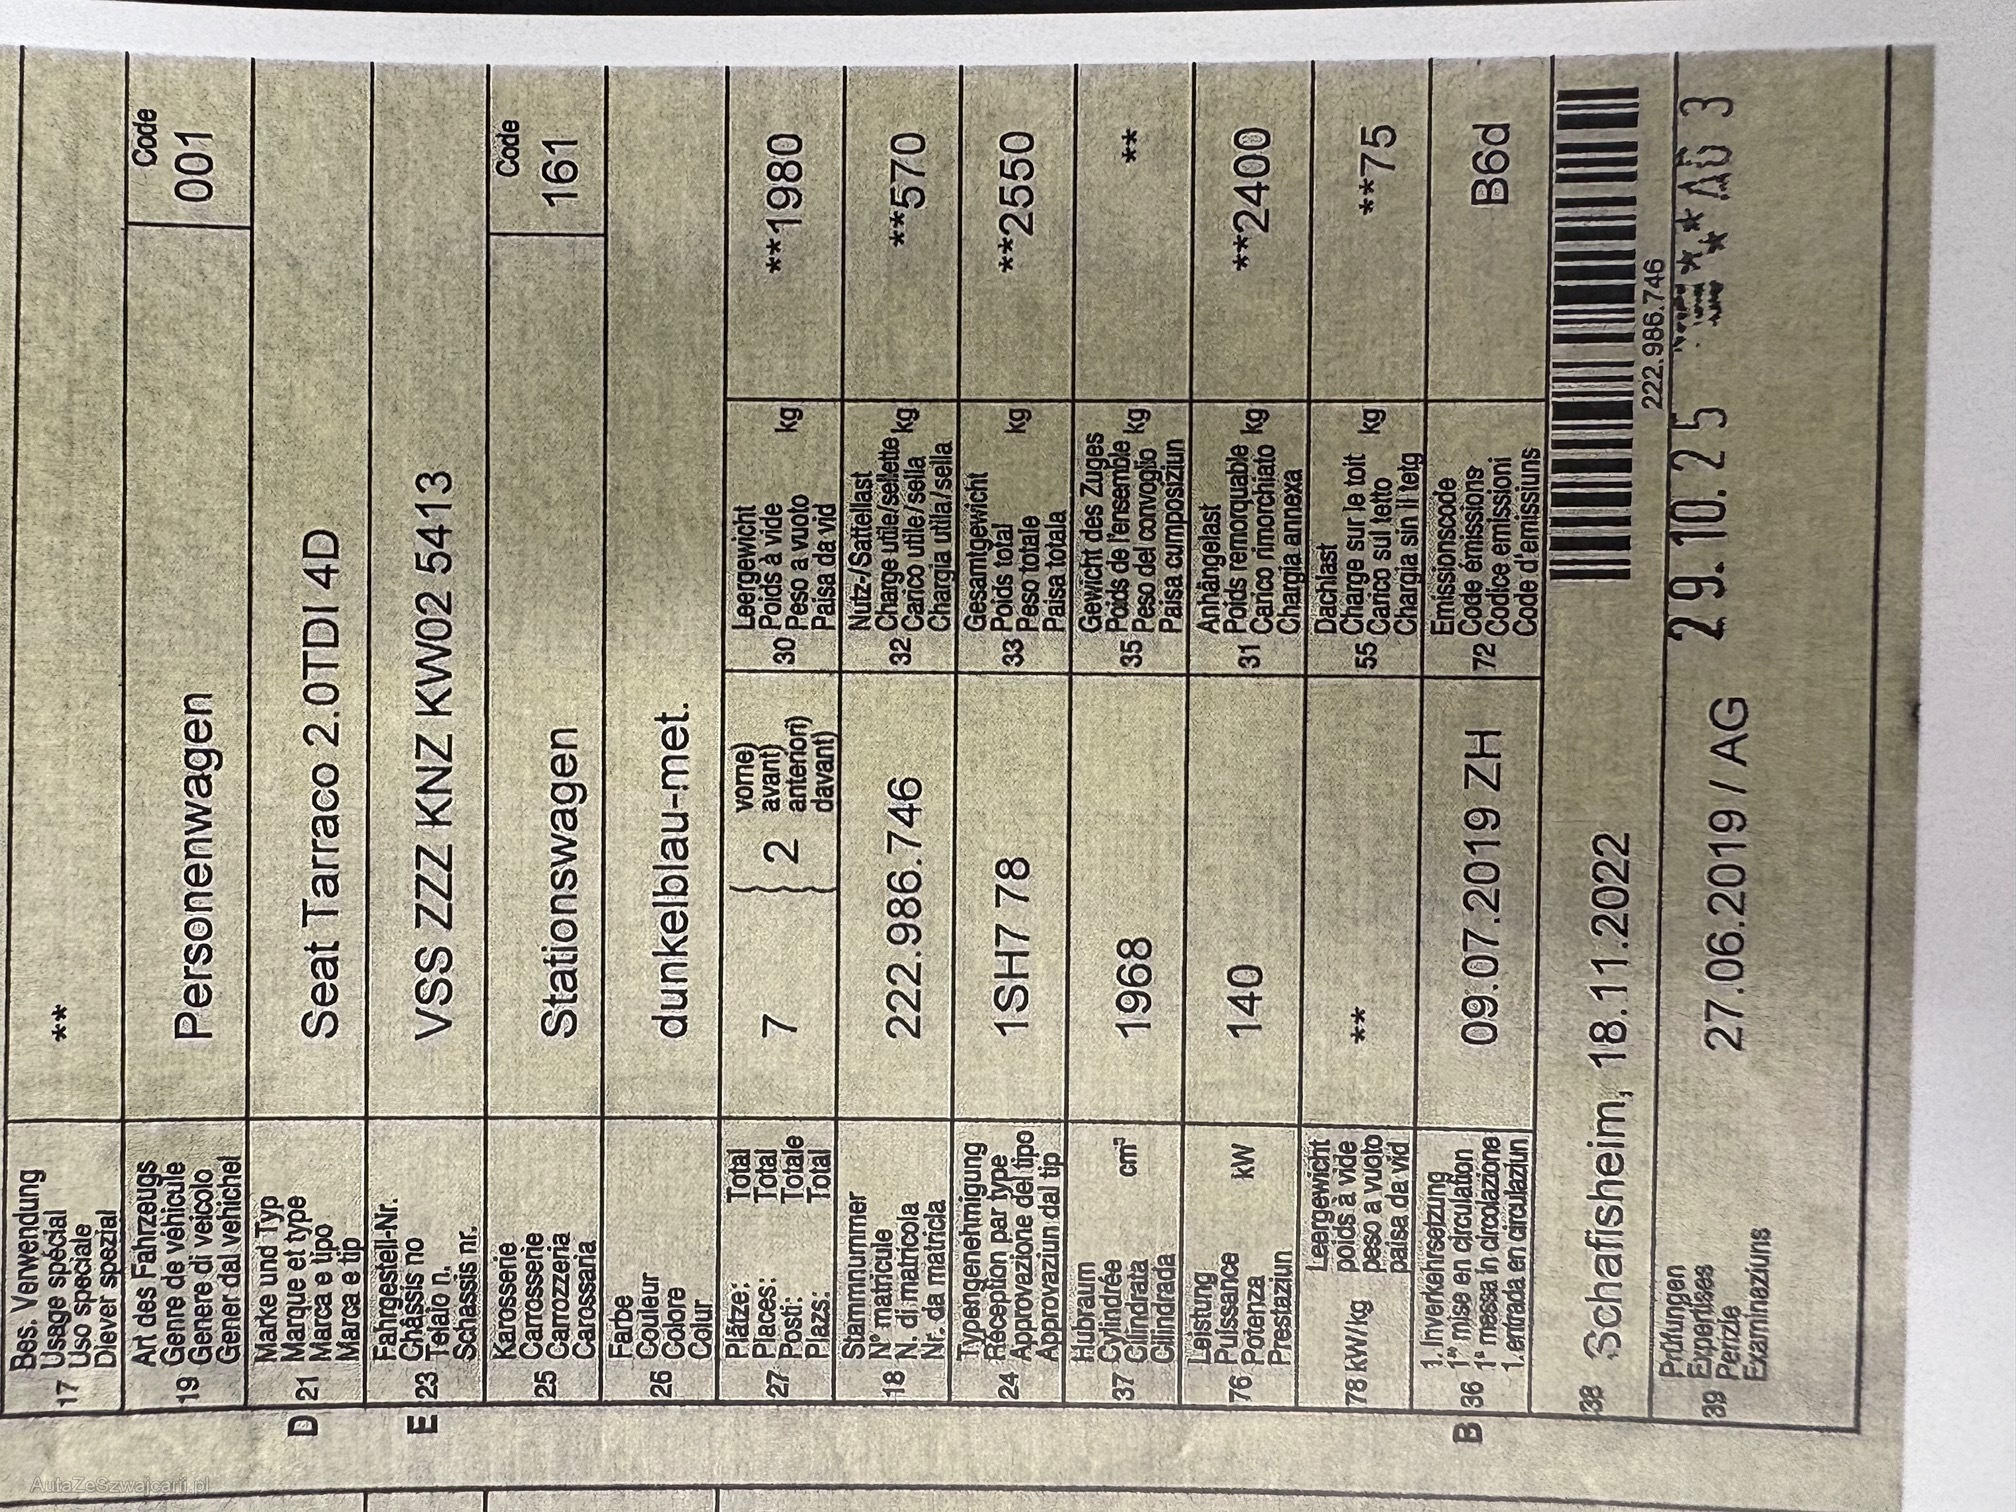 17 Bes. Verwendung
Usage spécial
Uso speciale
Diever spezial
**
19 Art des Fahrzeugs
Genre de véhicule
Genere di veicolo
Gener dal vehichel
Personenwagen
Code
001
D 21 Marke und Typ
Marque et type
Marca e tipo
Marca e tip
Seat Tarraco 2.0TDI 4D
E 23 Fahrgestell-Nr.
Châssis no
Telaio n.
Schassis nr.
VSS ZZZ KNZ KW02 5413
25 Karosserie
Carrosserie
Carrozzeria
Carossaria
Stationswagen
Code
161
26 Farbe
Couleur
Colore
Colur
dunkelblau-met.
27 Plätze: Total
Places: Total
Posti: Totale
Plazs: Total
7
2
vorne)
avant)
anteriori)
davant)
30 Leergewicht
Poids à vide
Peso a vuoto
Paisa da vid
kg
**1980
18 Stammnummer
N° matricule
N. di matricola
Nr. da matricla
222.986.746
32 Nutz-/Sattellast
Charge utile/sellette
Carico utile/sella
Chargia utila/sella
kg
**570
24 Typengenehmigung
Réception par type
Approvazione del tipo
Approvaziun dal tip
1SH7 78
33 Gesamtgewicht
Poids total
Peso totale
Paisa totala
kg
**2550
37 Hubraum
Cylindrée
Cilindrata
Cilindrada
cm³
1968
35 Gewicht des Zuges
Poids de l'ensemble
Peso del convoglio
Paisa cumposiziun
kg
**
76 Leistung
Puissance
Potenza
Prestaziun
kW
140
31 Anhängelast
Poids remorquable
Carico rimorchiato
Chargia annexa
kg
**2400
78 kW/kg
Leergewicht
poids à vide
peso a vuoto
paisa da vid
**
55 Dachlast
Charge sur le toit
Carico sul tetto
Chargia sin il tetg
kg
**75
B 36 1. Inverkehrsetzung
1re mise en circulation
1a messa in circolazione
1. entrada en circulaziun
09.07.2019 ZH
72 Emissionscode
Code émissions
Codice emissioni
Code d'emissiuns
B6d
38 Schafisheim, 18.11.2022
222.986.746
39 Prüfungen
Expertises
Perizie
Examinaziuns
27.06.2019 / AG
29.10.25
AutaZeSzwajcarii.pl